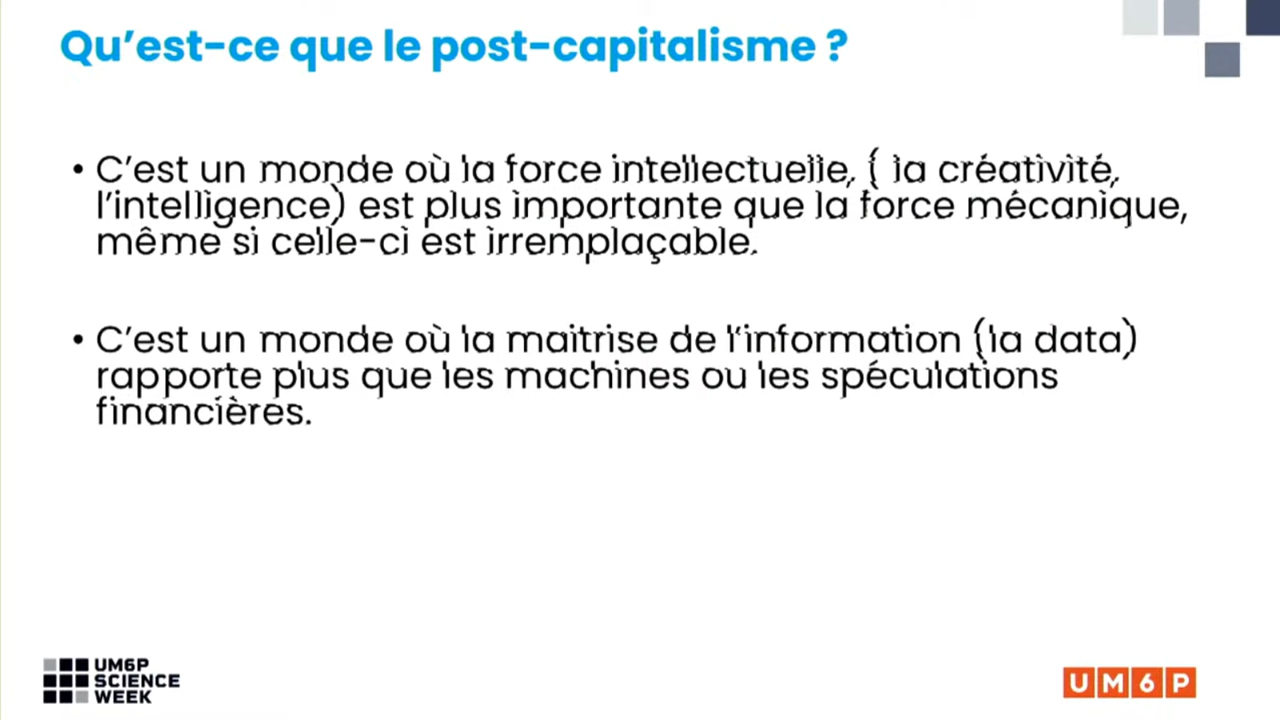 Qu’est-ce que le post-capitalisme ?
• C’est un monde où la force intellectuelle, ( la créativité,
l’intelligence) est plus importante que la force mécanique,
même si celle-ci est irremplaçable.
• C’est un monde où la maitrise de l’information (la data)
rapporte plus que les machines ou les spéculations
financières.
UM6P
SCIENCE
WEEK
UM6P